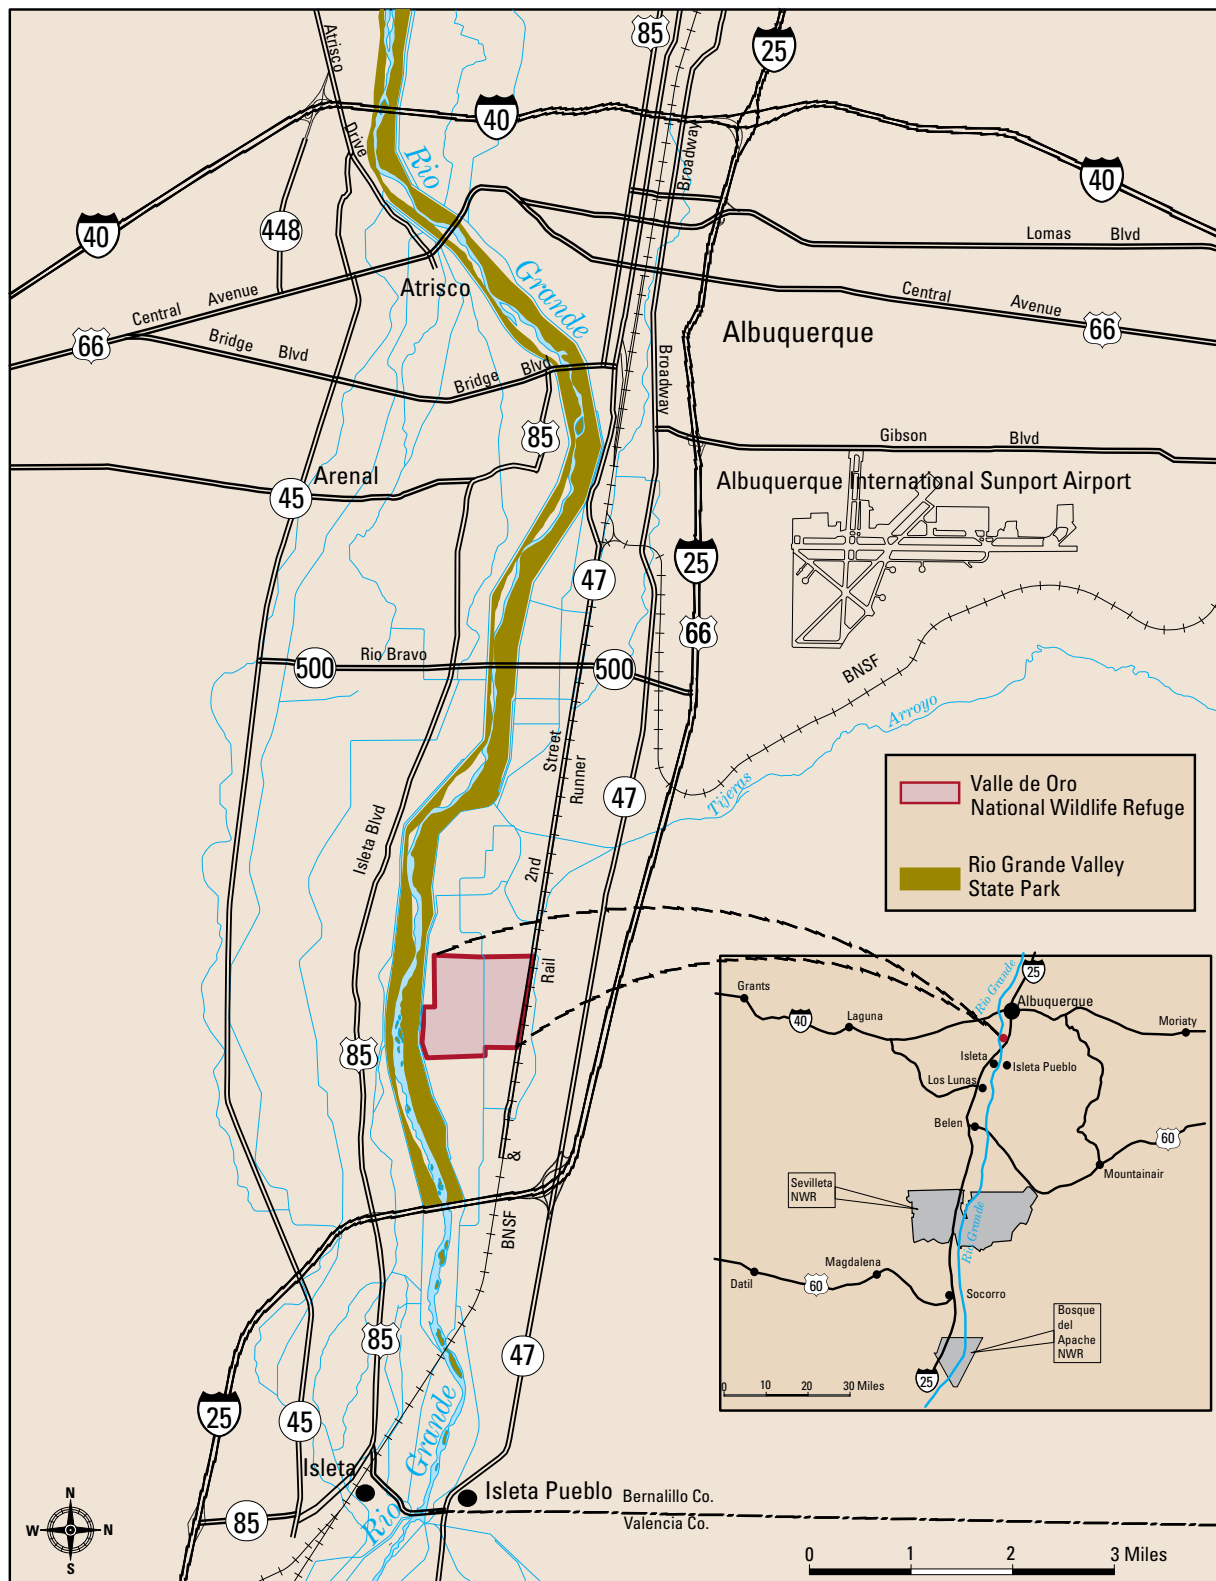 85
25
Atrisco
Drive
40
Rio
Broadway
40
40
448
Lomas Blvd
Grande
Atrisco
Central Avenue
Central Avenue
66
66
Bridge Blvd
Bridge Blvd
Albuquerque
Broadway
85
Gibson Blvd
Arenal
45
Albuquerque International Sunport Airport
25
47
66
Rio Bravo
500
500
BNSF
Arroyo
Tijeras
Street
Runner
47
Isleta Blvd
2nd
Rail
Valle de Oro
National Wildlife Refuge
Rio Grande Valley
State Park
85
&
BNSF
Rio Grande
25
Grants
Albuquerque
40
Laguna
Moriaty
Isleta
Isleta Pueblo
Los Lunas
Belen
60
Mountainair
Sevilleta
NWR
Rio Grande
Magdalena
Datil
60
Socorro
Bosque
del
Apache
NWR
25
0 10 20 30 Miles
85
47
25
45
Grande
Isleta
Isleta Pueblo
Rio
85
Bernalillo Co.
Valencia Co.
N
W N
S
0 1 2 3 Miles